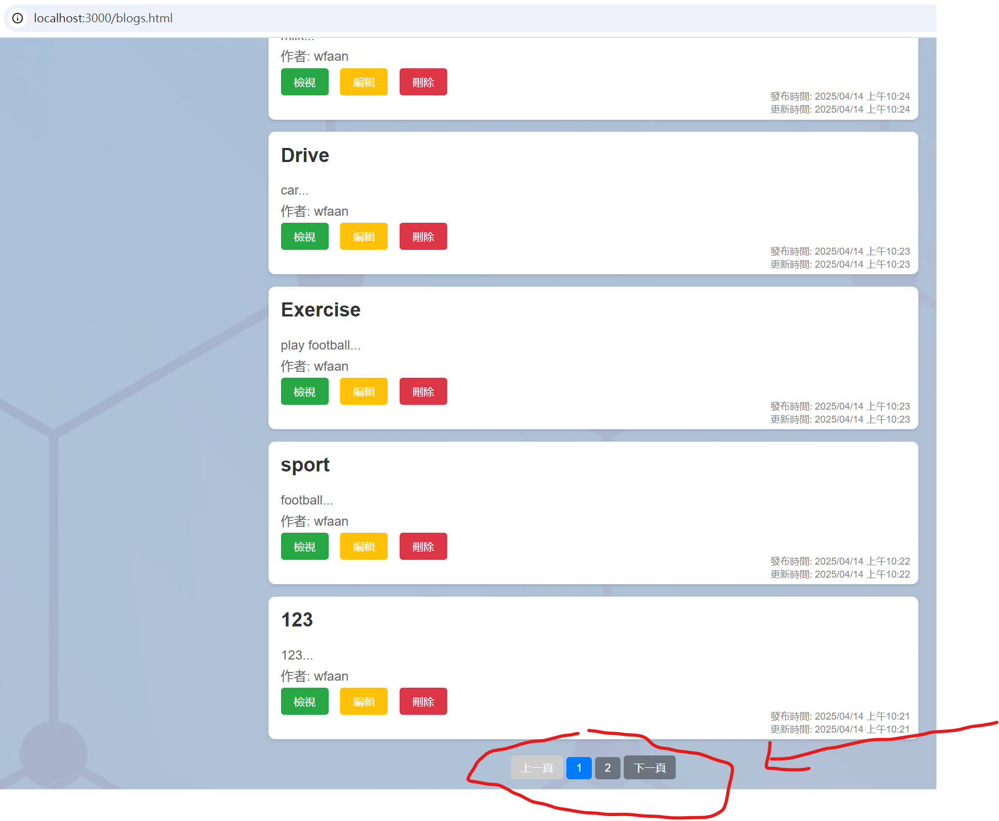 localhost:3000/blogs.html
milk...
作者: wfaan
檢視 編輯 刪除
發布時間: 2025/04/14 上午10:24
更新時間: 2025/04/14 上午10:24
Drive
car...
作者: wfaan
檢視 編輯 刪除
發布時間: 2025/04/14 上午10:23
更新時間: 2025/04/14 上午10:23
Exercise
play football...
作者: wfaan
檢視 編輯 刪除
發布時間: 2025/04/14 上午10:23
更新時間: 2025/04/14 上午10:23
sport
football...
作者: wfaan
檢視 編輯 刪除
發布時間: 2025/04/14 上午10:22
更新時間: 2025/04/14 上午10:22
123
123...
作者: wfaan
檢視 編輯 刪除
發布時間: 2025/04/14 上午10:21
更新時間: 2025/04/14 上午10:21
上一頁 1 2 下一頁